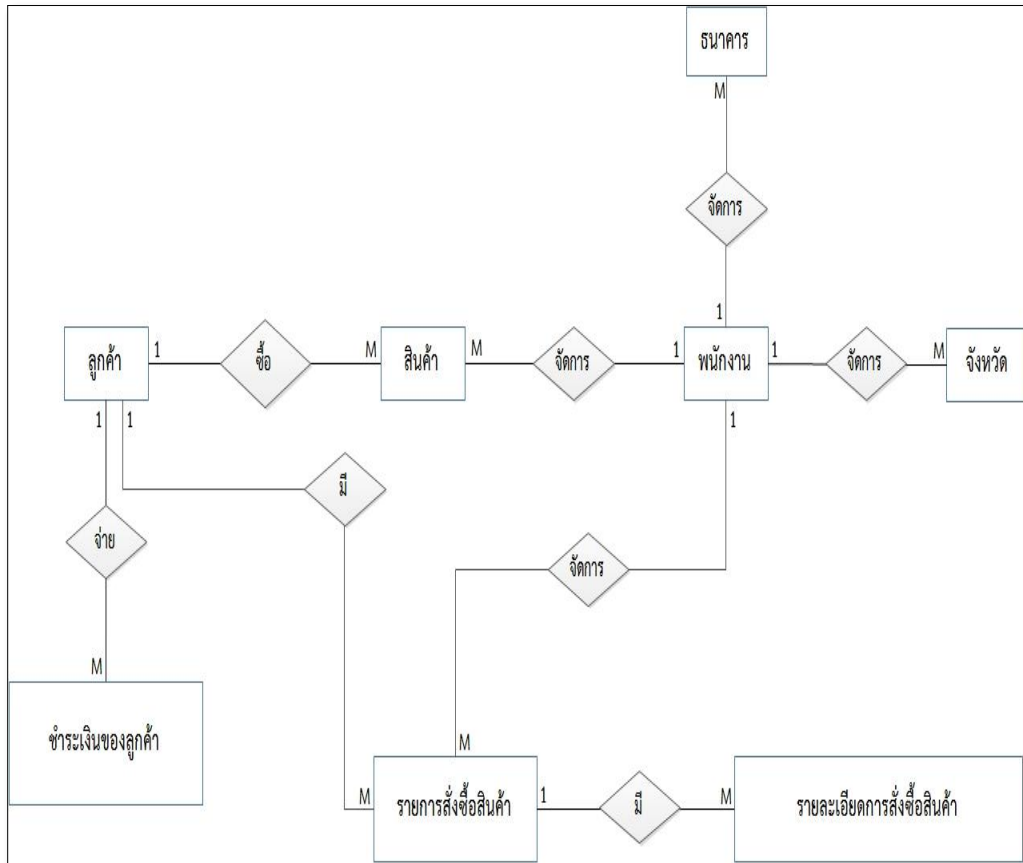 ธนาคาร
M
จัดการ
1
ลูกค้า
1
ซื้อ
M
สินค้า
M
จัดการ
1
พนักงาน
1
จัดการ
M
จังหวัด
1
1
1
มี
จ่าย
จัดการ
M
ชำระเงินของลูกค้า
M
M
รายการสั่งซื้อสินค้า
1
มี
M
รายละเอียดการสั่งซื้อสินค้า